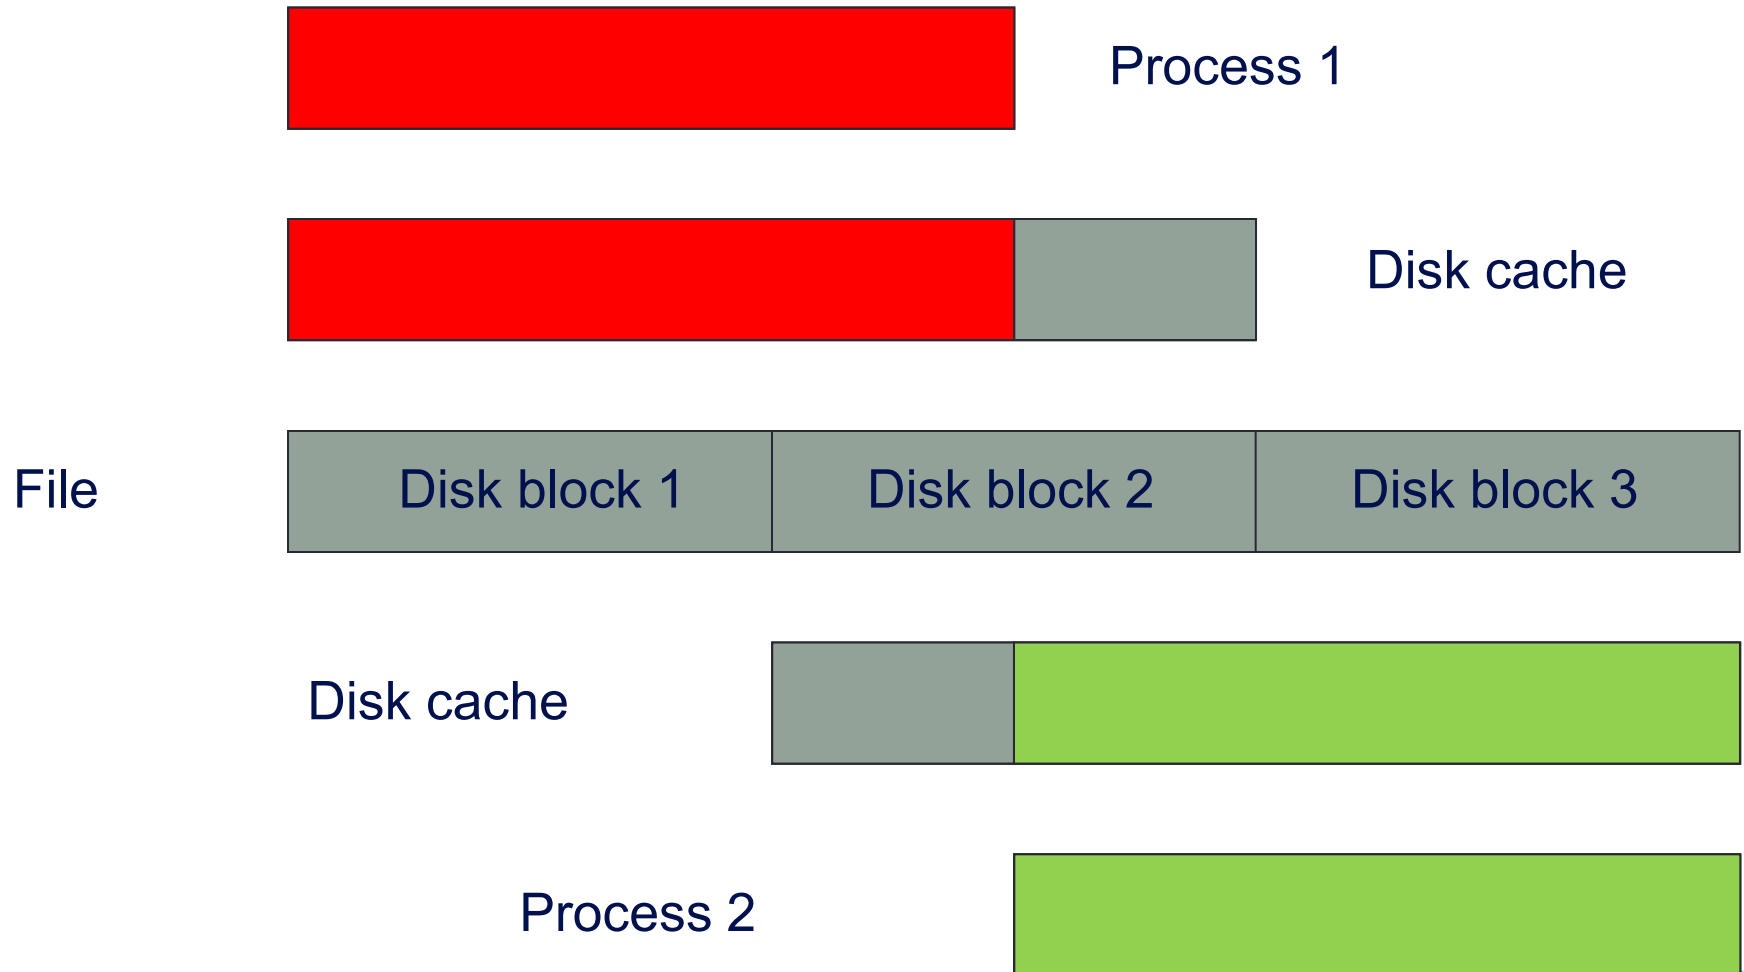 Process 1
Disk cache
File
Disk block 1
Disk block 2
Disk block 3
Disk cache
Process 2